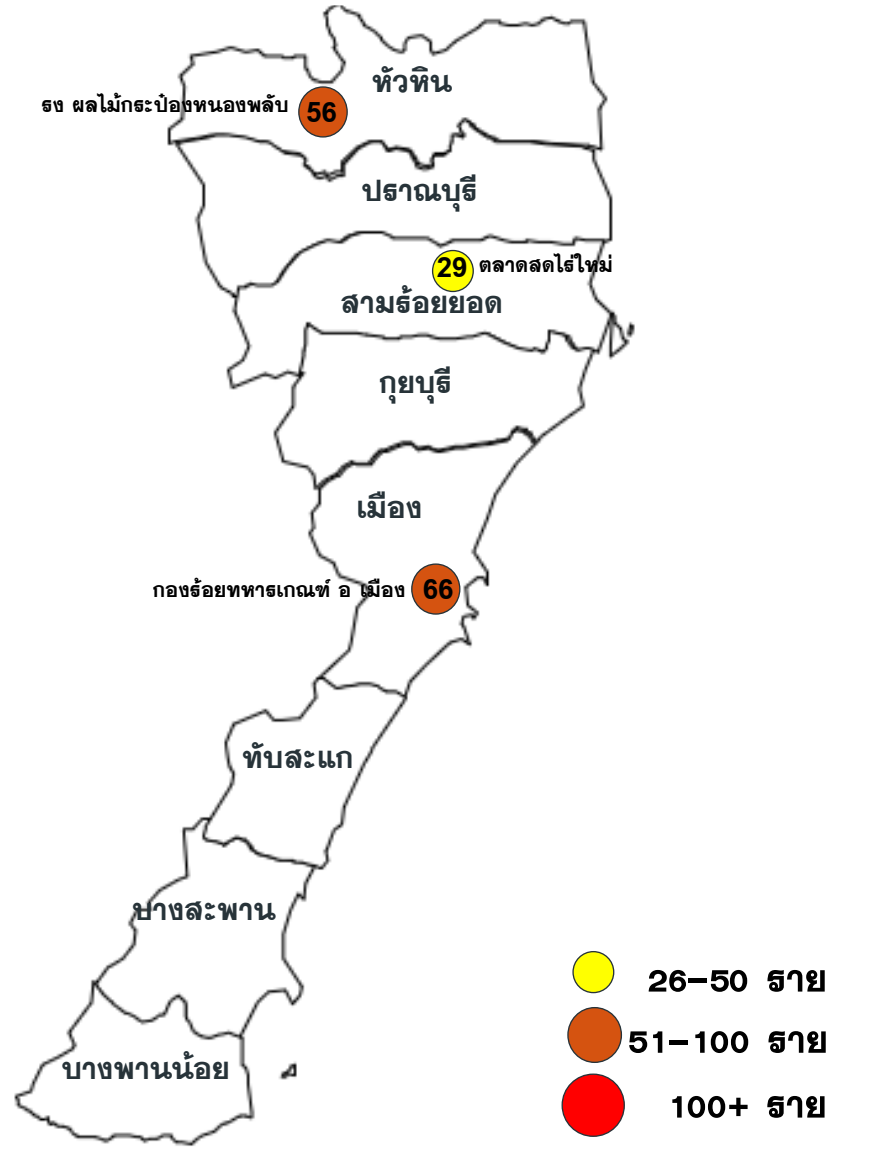 หัวหิน
รง ผลไม้กระป๋องหนองพลับ 56
ปราณบุรี
29 ตลาดสดไร่ใหม่
สามร้อยยอด
กุยบุรี
เมือง
กองร้อยทหารเกณฑ์ อ เมือง 66
ทับสะแก
บางสะพาน
26-50 ราย
51-100 ราย
บางพานน้อย
100+ ราย